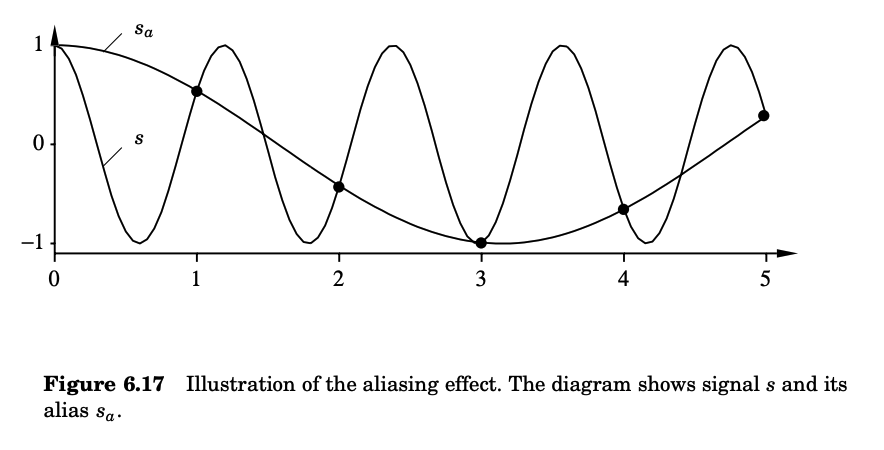 1
s_a
0
s
−1
0 1 2 3 4 5
Figure 6.17 Illustration of the aliasing effect. The diagram shows signal s and its
alias s_a.